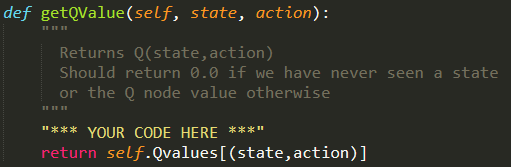 def getQValue(self, state, action):
"""
Returns Q(state,action)
Should return 0.0 if we have never seen a state
or the Q node value otherwise
"""
"*** YOUR CODE HERE ***"
return self.Qvalues[(state,action)]